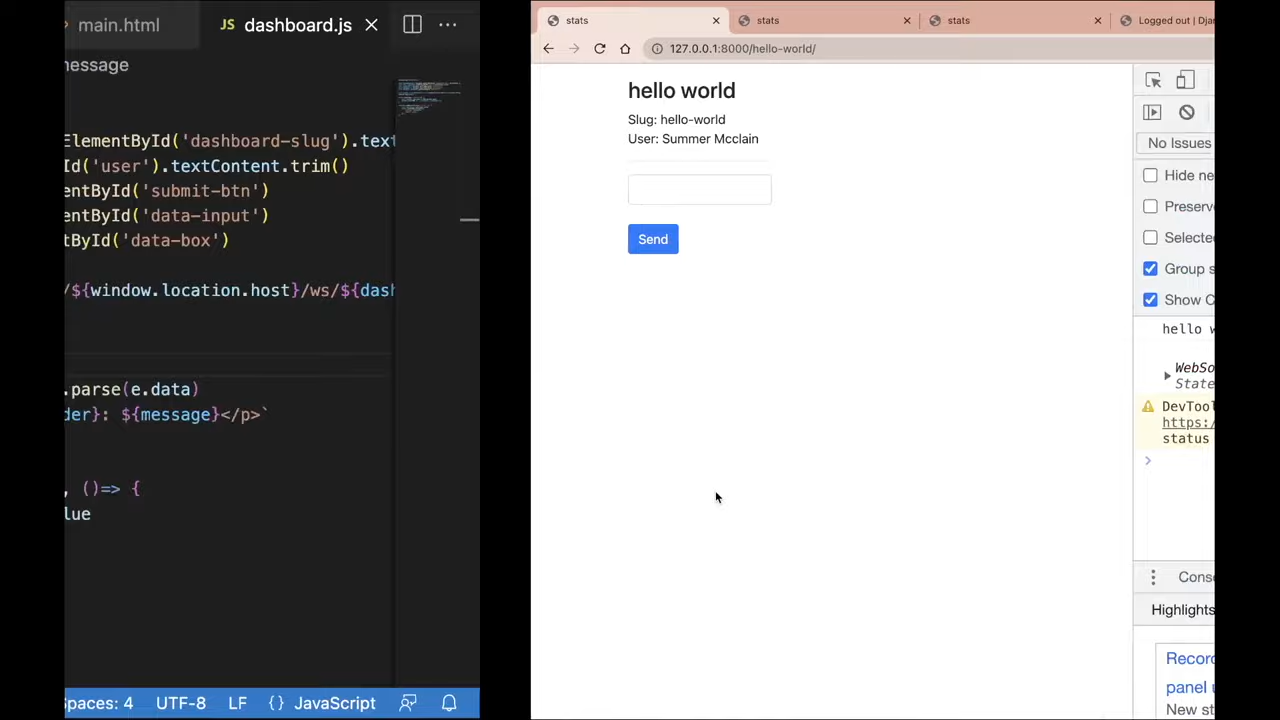 main.html
JS dashboard.js
message
ElementById('dashboard-slug').text
Id('user').textContent.trim()
entById('submit-btn')
entById('data-input')
tById('data-box')
/${window.location.host}/ws/${dash
.parse(e.data)
der}: ${message}</p>`
, ()=> {
lue
Spaces: 4 UTF-8 LF {} JavaScript
stats
stats
stats
Logged out | Djan
127.0.0.1:8000/hello-world/
hello world
Slug: hello-world
User: Summer Mcclain
Send
No Issues
Hide ne
Preserv
Selecte
Group s
Show C
hello w
WebSo
State
DevTool
https:/
status
Conso
Highlights
Record
panel u
New st